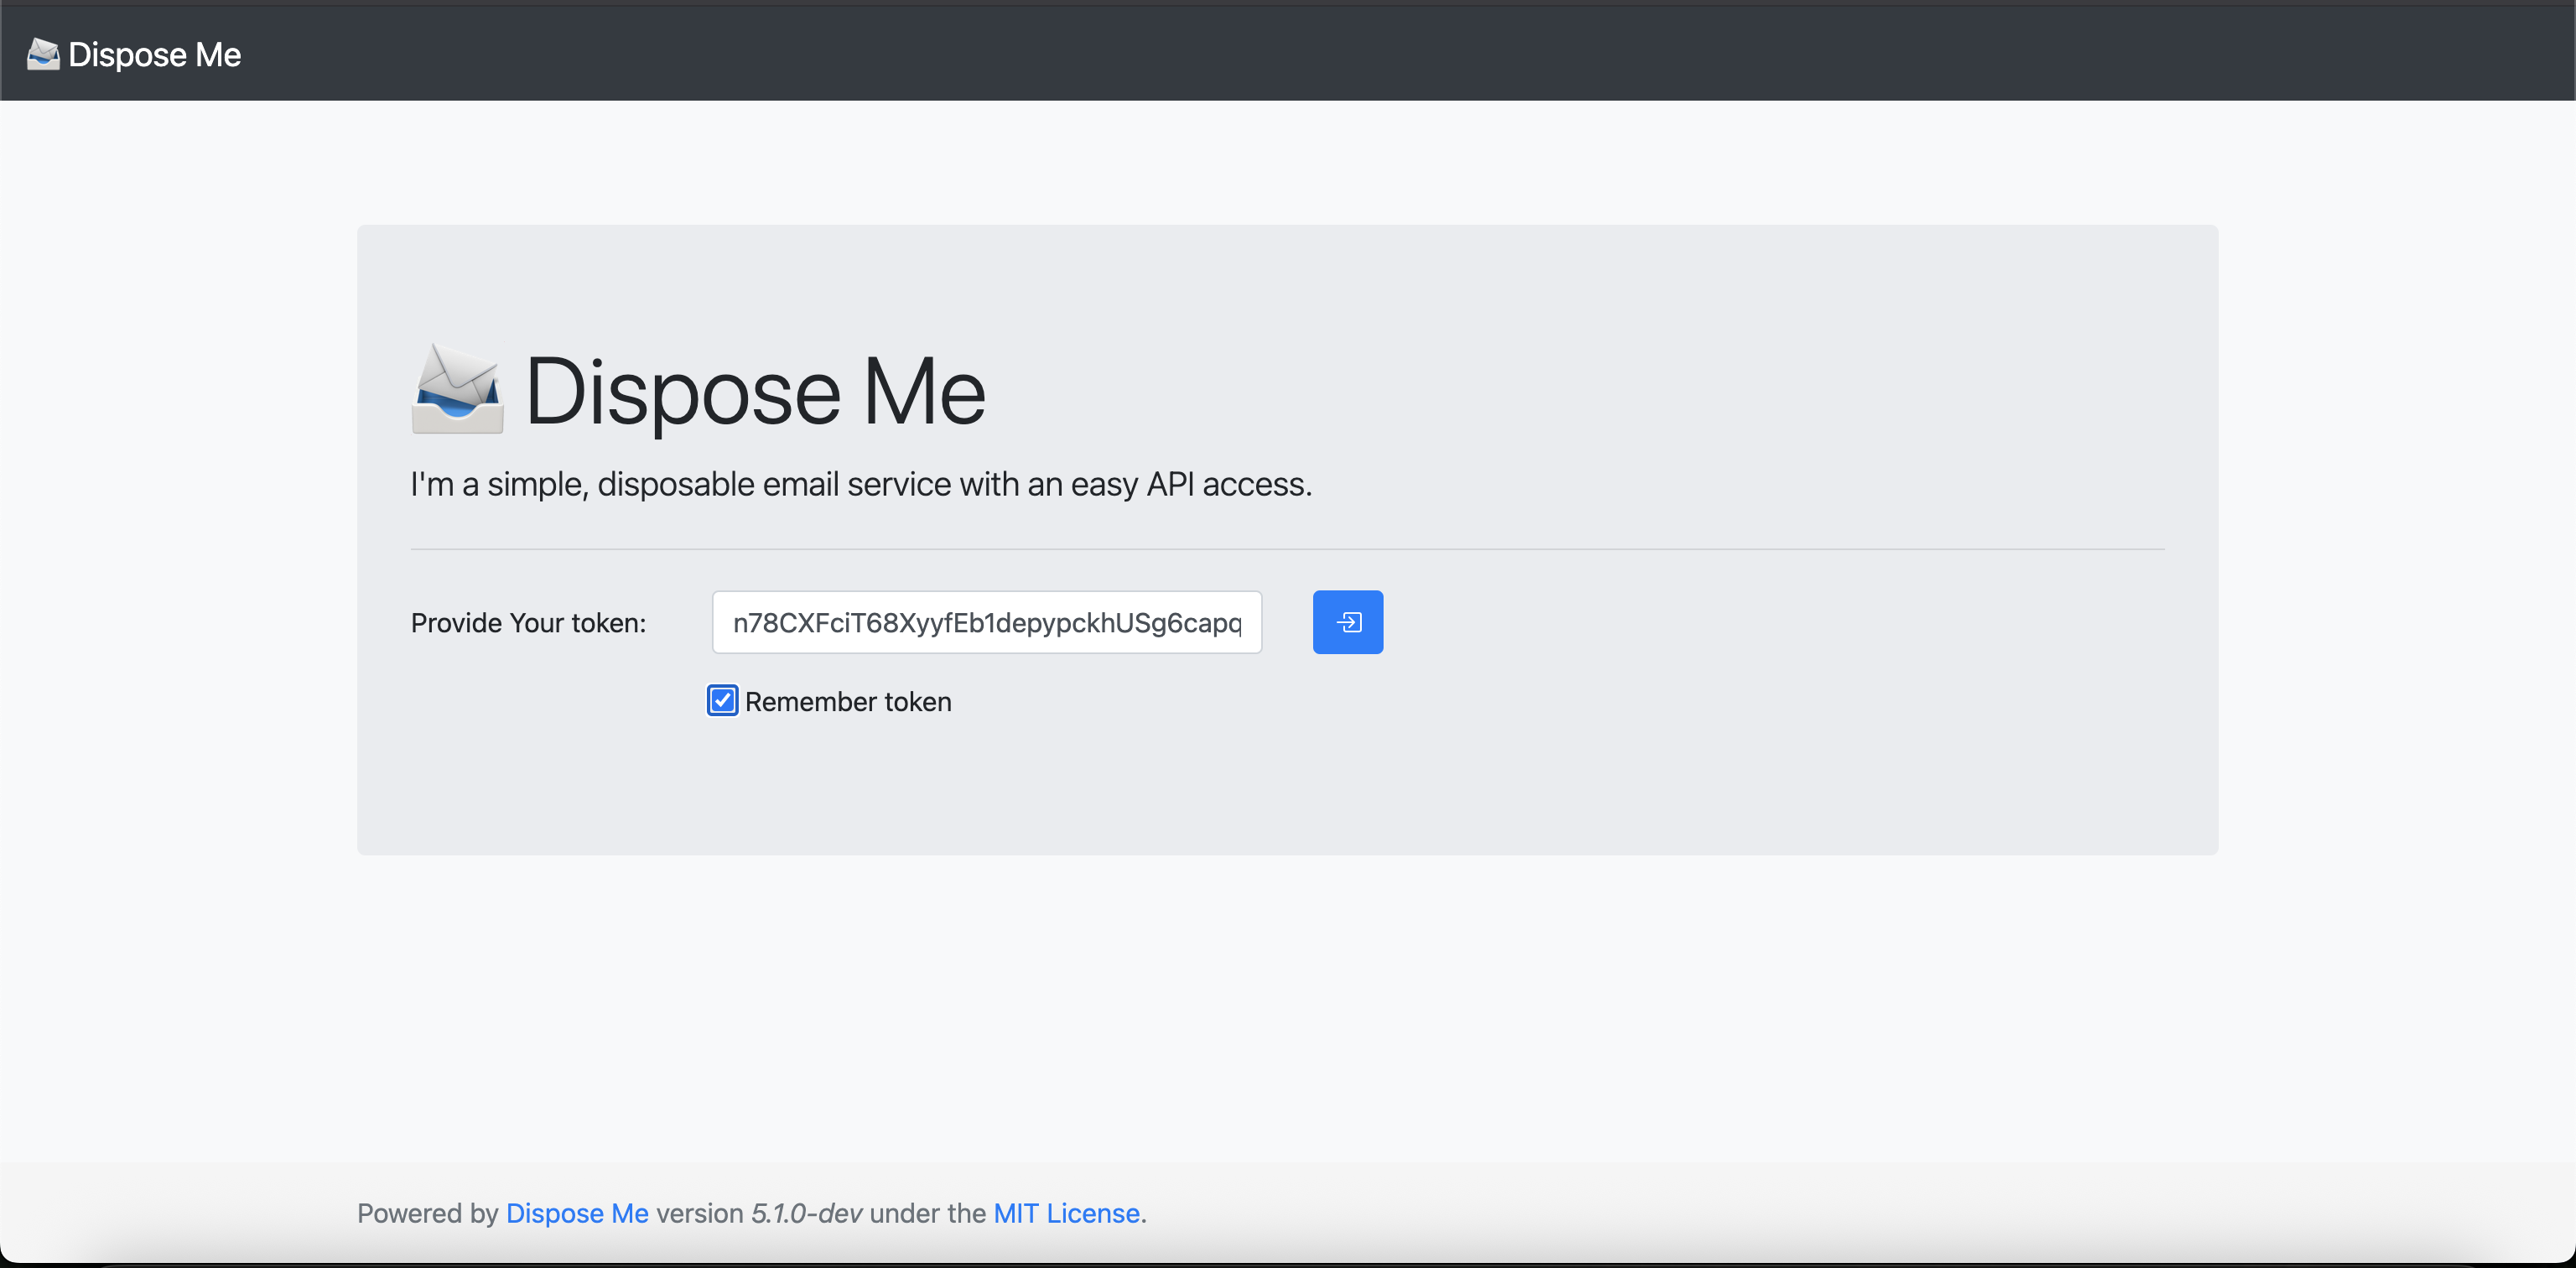 Dispose Me
Dispose Me
I'm a simple, disposable email service with an easy API access.
Provide Your token: n78CXFciT68XyyfEb1depypckhUSg6capq
Remember token
Powered by Dispose Me version 5.1.0-dev under the MIT License.